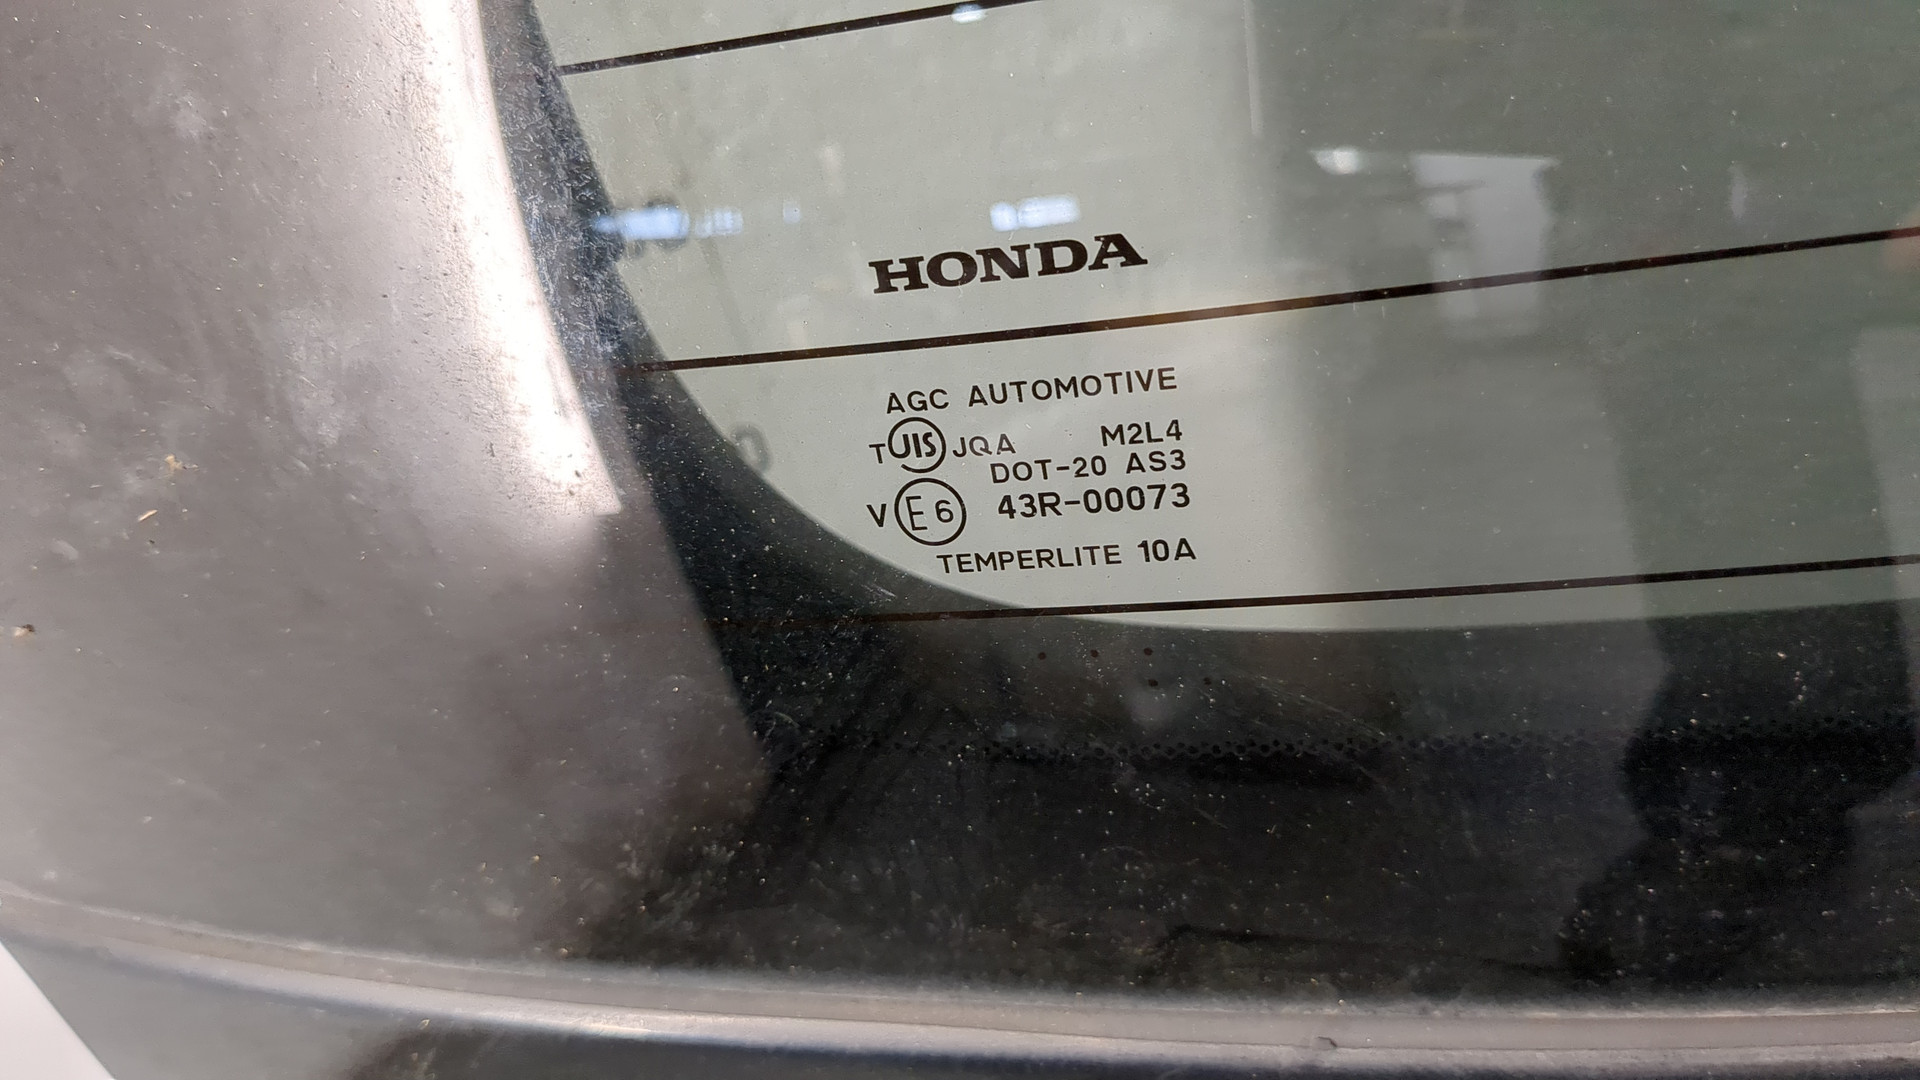 HONDA
AGC AUTOMOTIVE
T JIS JQA M2L4
DOT-20 AS3
V E6 43R-00073
TEMPERLITE 10A